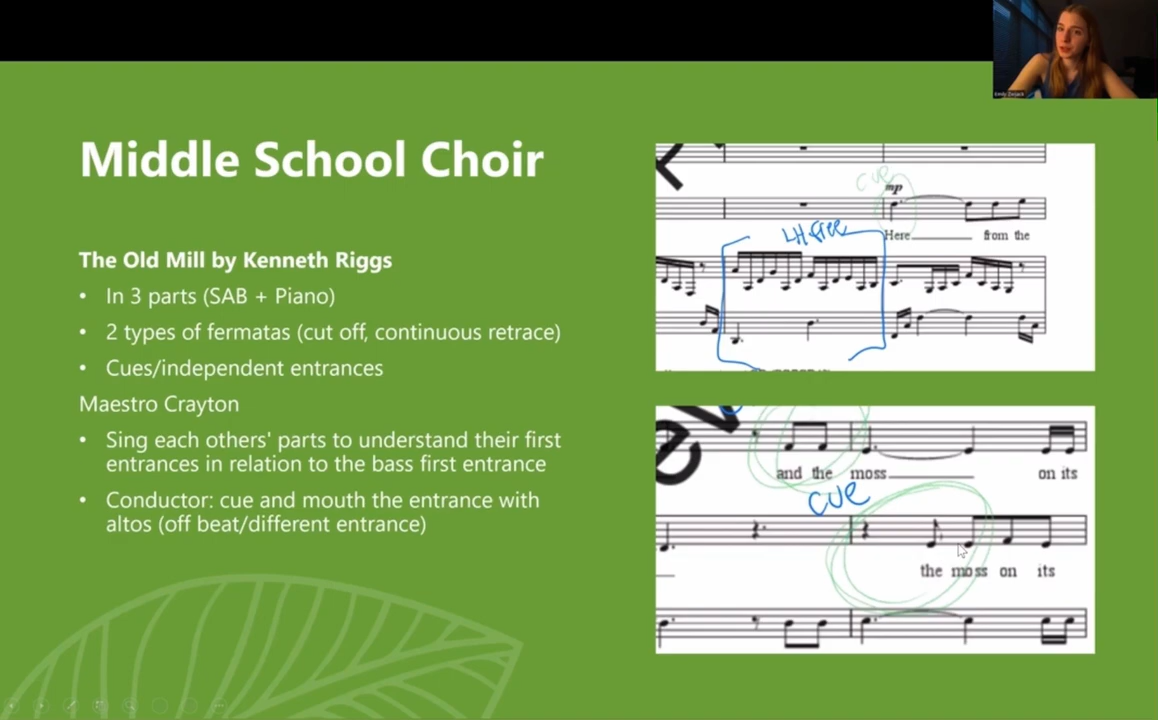 Middle School Choir
The Old Mill by Kenneth Riggs
• In 3 parts (SAB + Piano)
• 2 types of fermatas (cut off, continuous retrace)
• Cues/independent entrances
Maestro Crayton
• Sing each others' parts to understand their first
entrances in relation to the bass first entrance
• Conductor: cue and mouth the entrance with
altos (off beat/different entrance)
cue
mp
LH free
Here from the
and the moss on its
cue
the moss on its